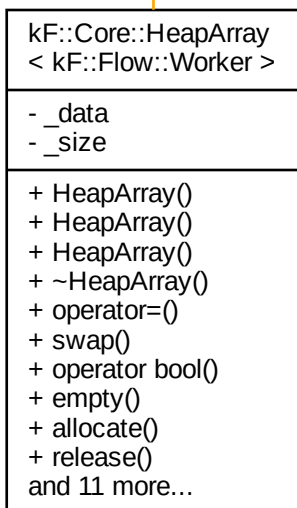 kF::Core::HeapArray
< kF::Flow::Worker >
- _data
- _size
+ HeapArray()
+ HeapArray()
+ HeapArray()
+ ~HeapArray()
+ operator=()
+ swap()
+ operator bool()
+ empty()
+ allocate()
+ release()
and 11 more...